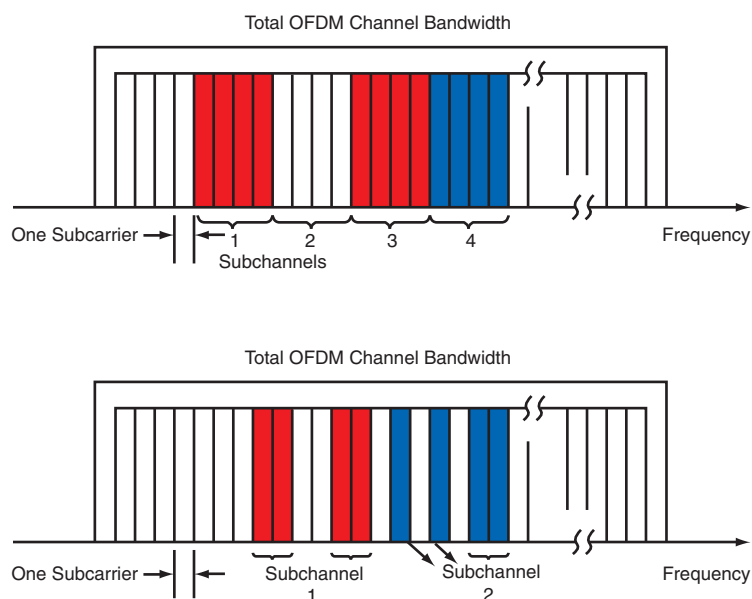 Total OFDM Channel Bandwidth
One Subcarrier
1
2
3
4
Frequency
Subchannels
Total OFDM Channel Bandwidth
One Subcarrier
Subchannel
1
Subchannel
2
Frequency